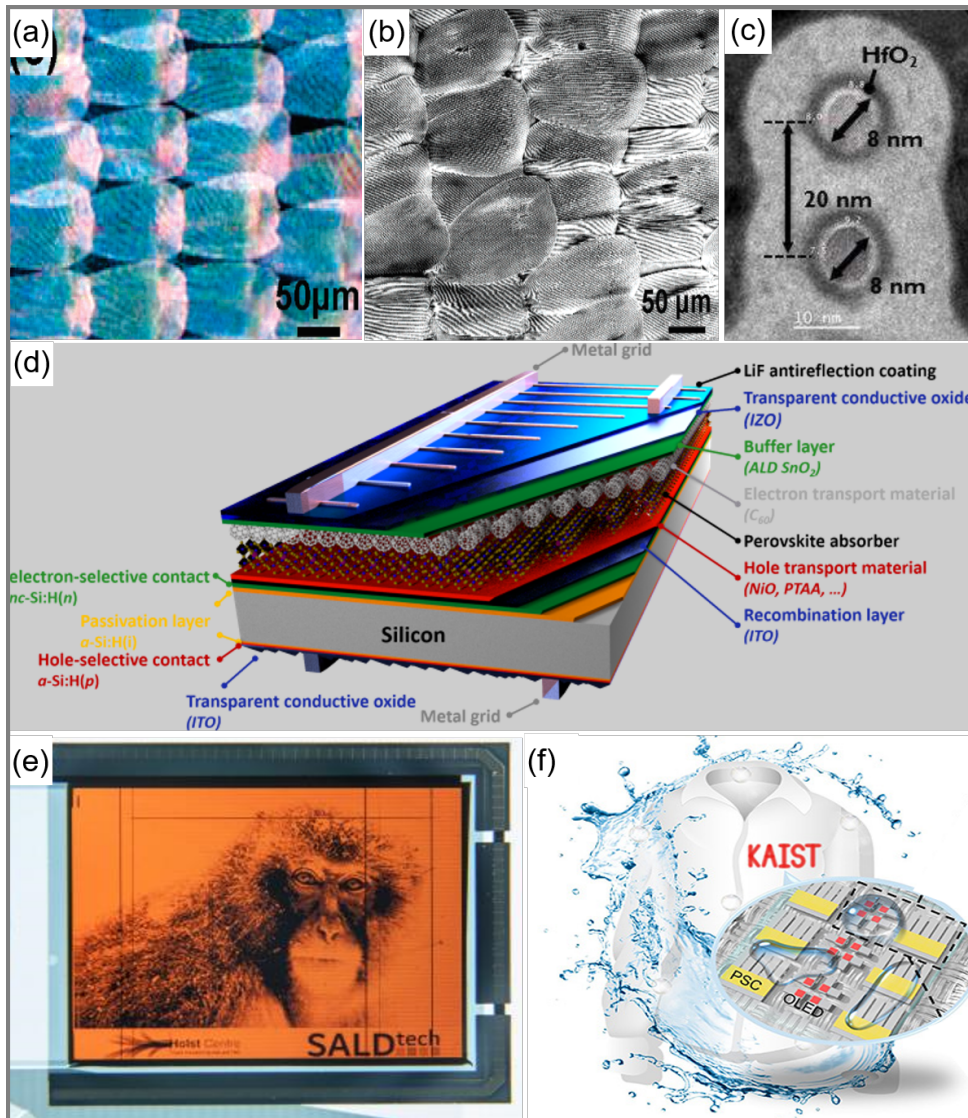 (a)
50µm
(b)
50 µm
(c)
HfO2
8 nm
20 nm
8 nm
10 nm
(d)
Metal grid
LiF antireflection coating
Transparent conductive oxide
(IZO)
Buffer layer
(ALD SnO2)
Electron transport material
(C60)
Perovskite absorber
Hole transport material
(NiO, PTAA, ...)
Recombination layer
(ITO)
electron-selective contact
nc-Si:H(n)
Passivation layer
a-Si:H(i)
Hole-selective contact
a-Si:H(p)
Silicon
Transparent conductive oxide
(ITO)
Metal grid
(e)
Holst Centre
SALDtech
(f)
KAIST
PSC
OLED